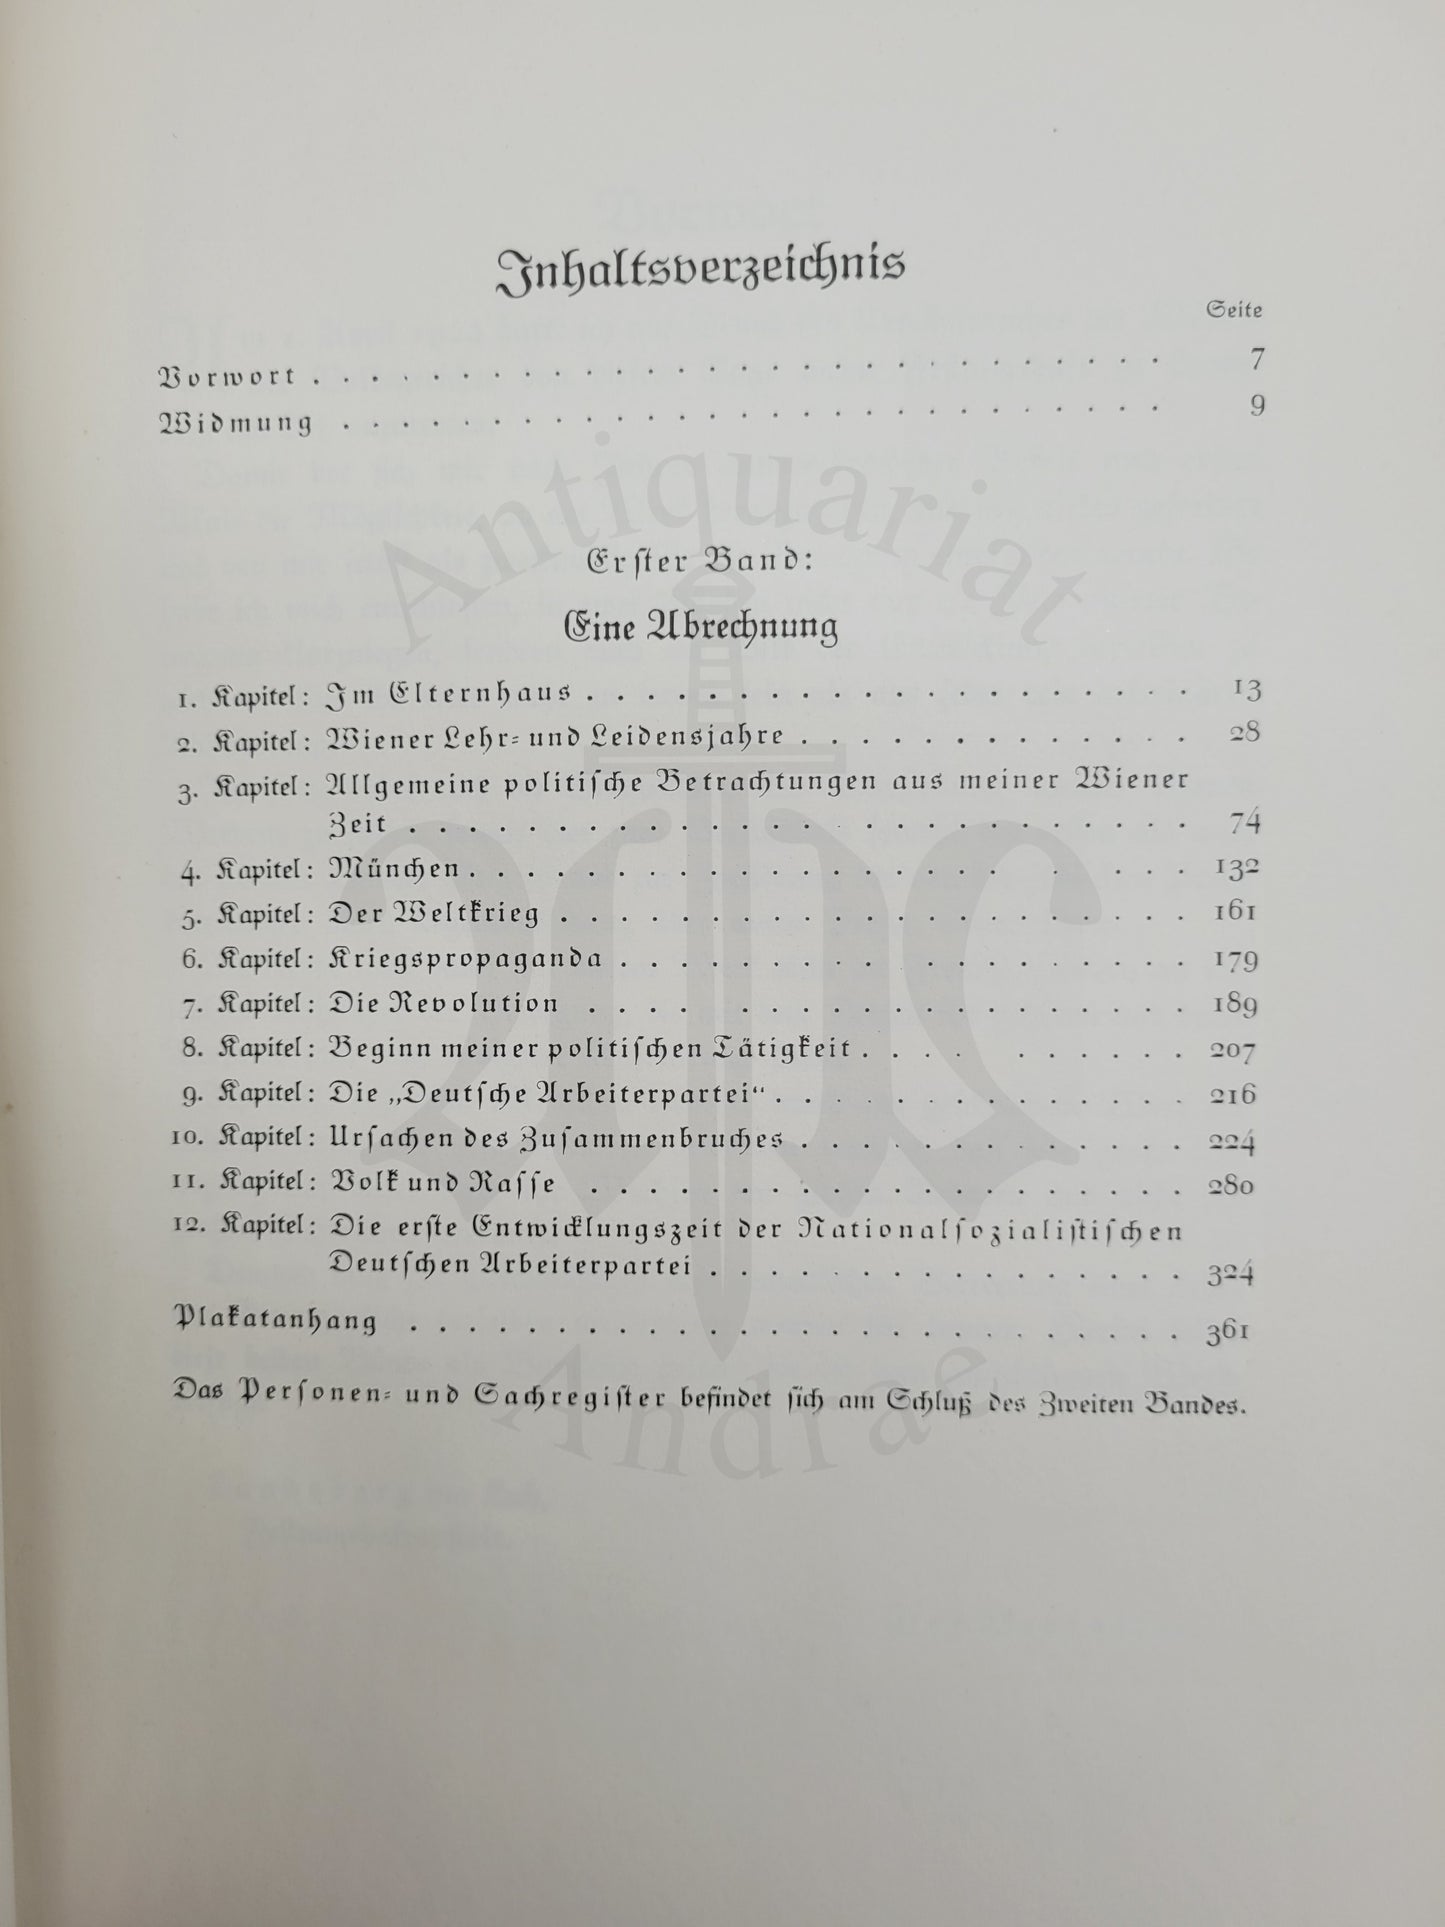 Inhaltsverzeichnis
Seite
Vorwort . . . . . . . . . . . . . . . . . . . . . . . . . . . . 7
Widmung . . . . . . . . . . . . . . . . . . . . . . . . . . . 9
Antiquariat
Erster Band:
Eine Abrechnung
1. Kapitel: Im Elternhaus . . . . . . . . . . . . . . . . . . . . 13
2. Kapitel: Wiener Lehr- und Leidensjahre . . . . . . . . . . . . . 28
3. Kapitel: Allgemeine politische Betrachtungen aus meiner Wiener
Zeit . . . . . . . . . . . . . . . . . . . . . . . . . . 74
4. Kapitel: München . . . . . . . . . . . . . . . . . . . . . . . 132
5. Kapitel: Der Weltkrieg . . . . . . . . . . . . . . . . . . . . . 161
6. Kapitel: Kriegspropaganda . . . . . . . . . . . . . . . . . . . 179
7. Kapitel: Die Revolution . . . . . . . . . . . . . . . . . . . . 189
8. Kapitel: Beginn meiner politischen Tätigkeit . . . . . . . . . . 207
9. Kapitel: Die „Deutsche Arbeiterpartei“ . . . . . . . . . . . . . . 216
10. Kapitel: Ursachen des Zusammenbruches . . . . . . . . . . . . . 224
11. Kapitel: Volk und Rasse . . . . . . . . . . . . . . . . . . . . 280
12. Kapitel: Die erste Entwicklungszeit der Nationalsozialistischen
Deutschen Arbeiterpartei . . . . . . . . . . . . . . . . 324
Plakatanhang . . . . . . . . . . . . . . . . . . . . . . . . . . 361
Das Personen- und Sachregister befindet sich am Schluß des Zweiten Bandes.
Andrae